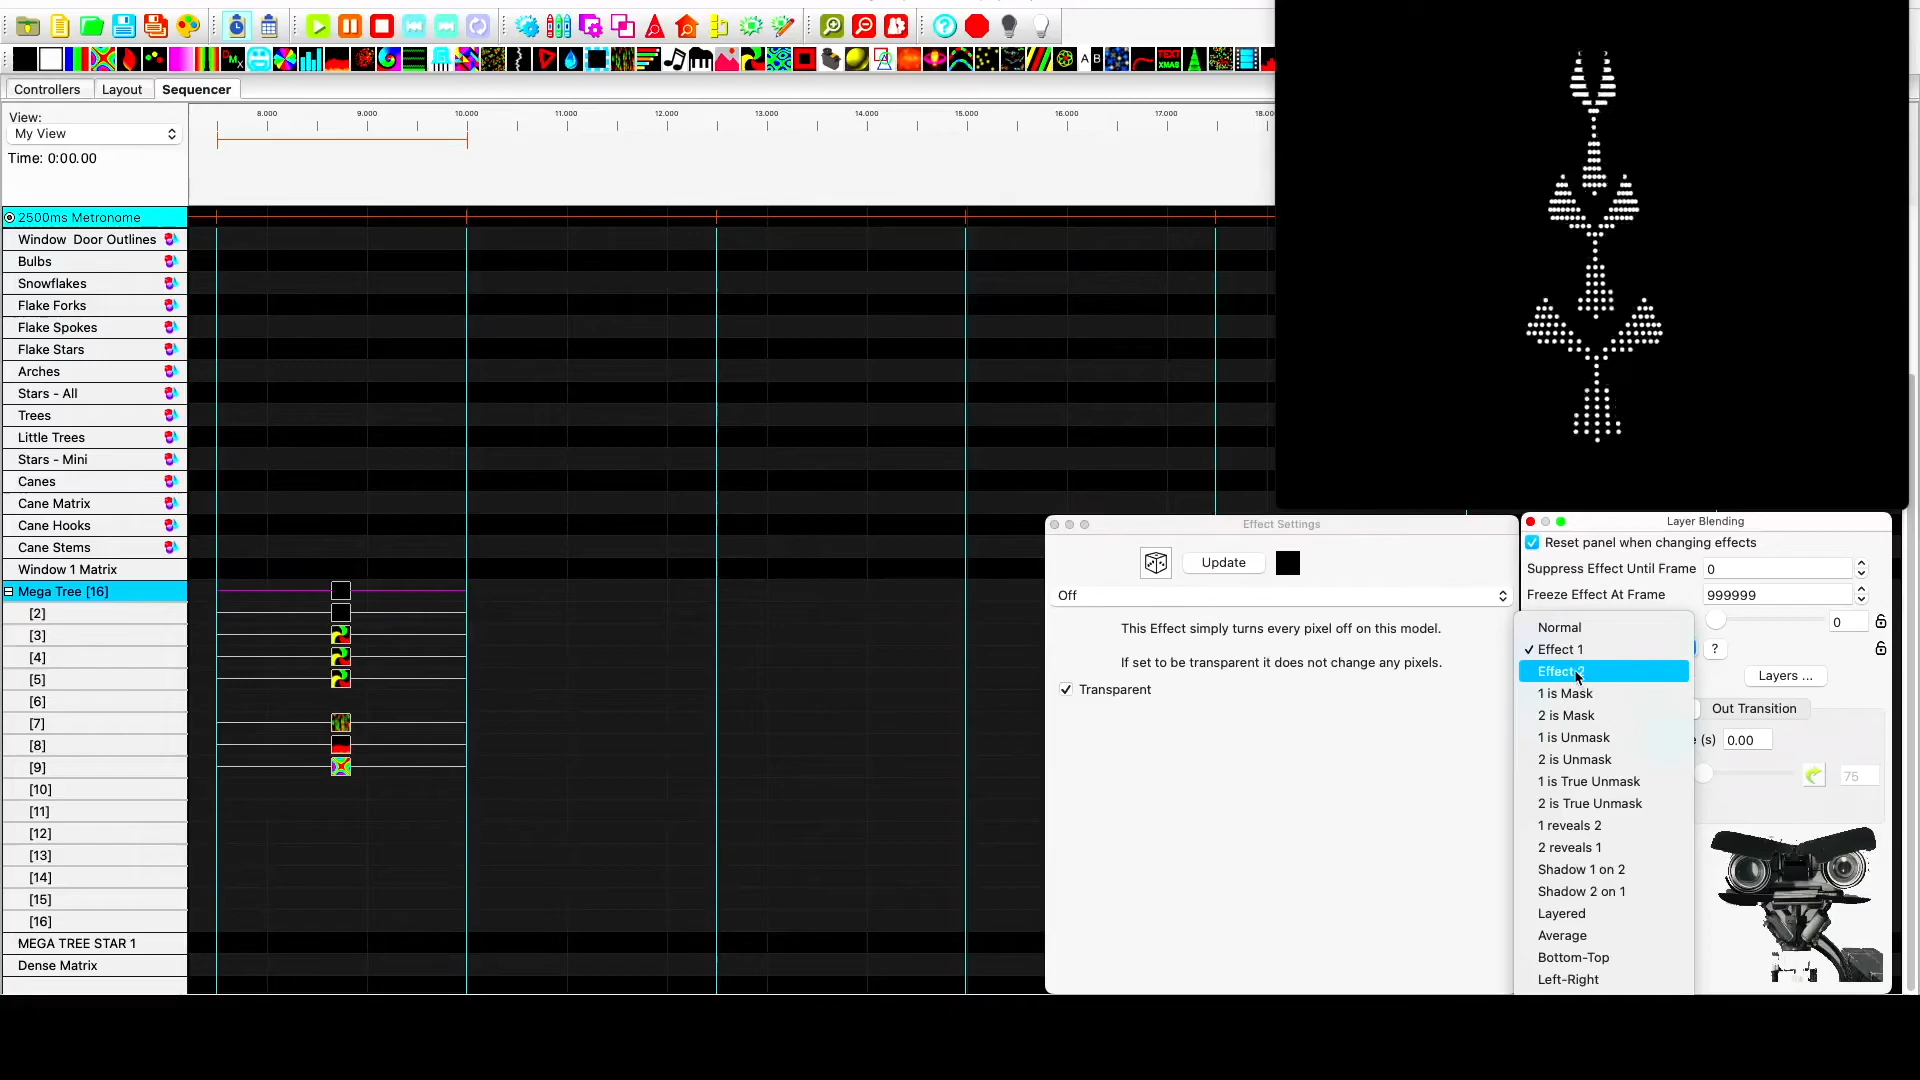 Controllers Layout Sequencer
View:
My View
Time: 0:00.00
8.000 9.000 10.000 11.000 12.000 13.000 14.000 15.000 16.000 17.000 18.00
2500ms Metronome
Window Door Outlines
Bulbs
Snowflakes
Flake Forks
Flake Spokes
Flake Stars
Arches
Stars - All
Trees
Little Trees
Stars - Mini
Canes
Cane Matrix
Cane Hooks
Cane Stems
Window 1 Matrix
Mega Tree [16]
[2]
[3]
[4]
[5]
[6]
[7]
[8]
[9]
[10]
[11]
[12]
[13]
[14]
[15]
[16]
MEGA TREE STAR 1
Dense Matrix
Effect Settings
Update
Off
This Effect simply turns every pixel off on this model.
If set to be transparent it does not change any pixels.
Transparent
Layer Blending
Reset panel when changing effects
Suppress Effect Until Frame 0
Freeze Effect At Frame 999999
0
?
Layers ...
Out Transition
(s) 0.00
75
Normal
✓ Effect 1
Effect 2
1 is Mask
2 is Mask
1 is Unmask
2 is Unmask
1 is True Unmask
2 is True Unmask
1 reveals 2
2 reveals 1
Shadow 1 on 2
Shadow 2 on 1
Layered
Average
Bottom-Top
Left-Right